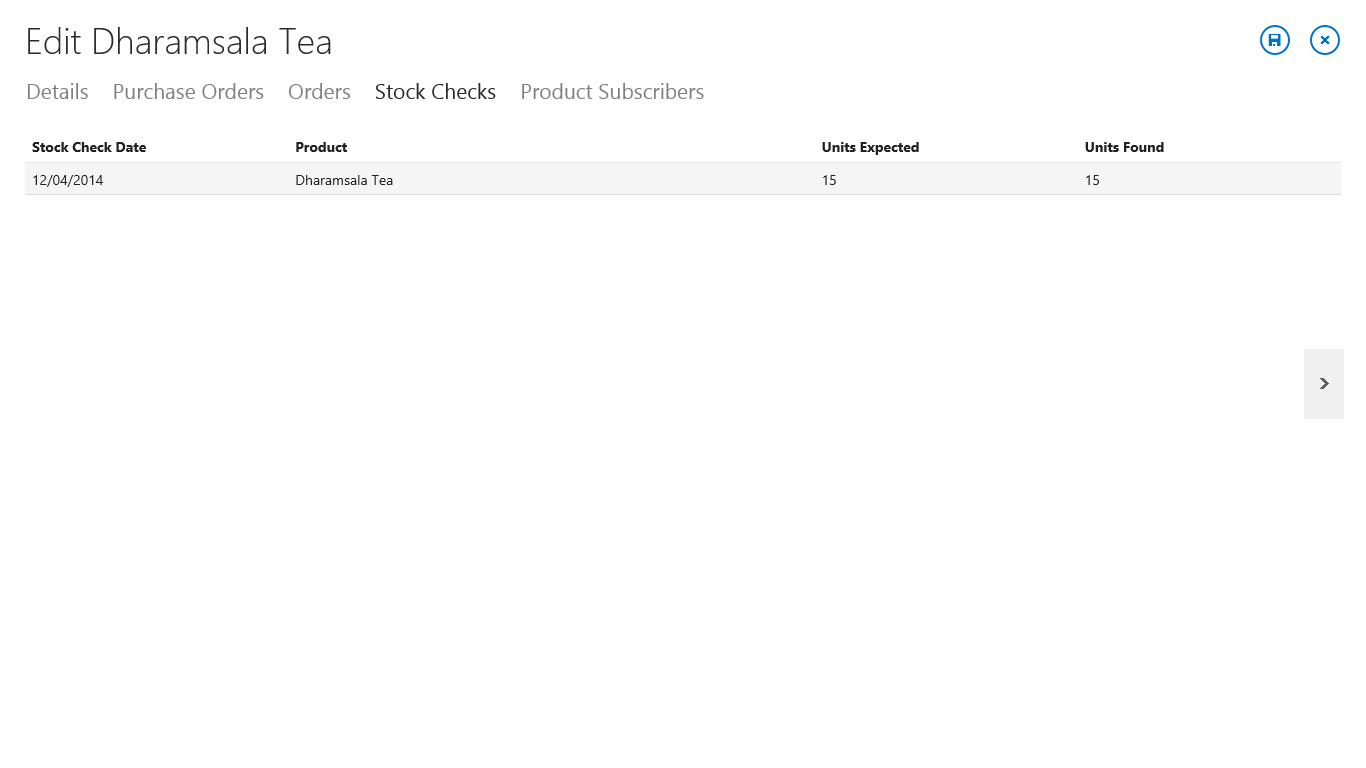 Edit Dharamsala Tea
Details Purchase Orders Orders Stock Checks Product Subscribers
Stock Check Date Product Units Expected Units Found
12/04/2014 Dharamsala Tea 15 15